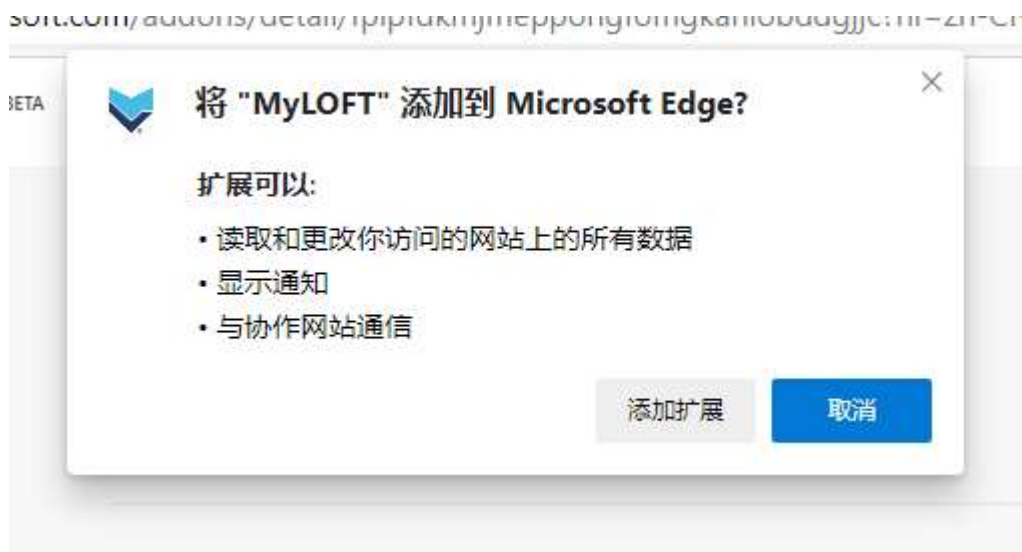 BETA
将 "MyLOFT" 添加到 Microsoft Edge?
扩展可以:
• 读取和更改你访问的网站上的所有数据
• 显示通知
• 与协作网站通信
添加扩展
取消